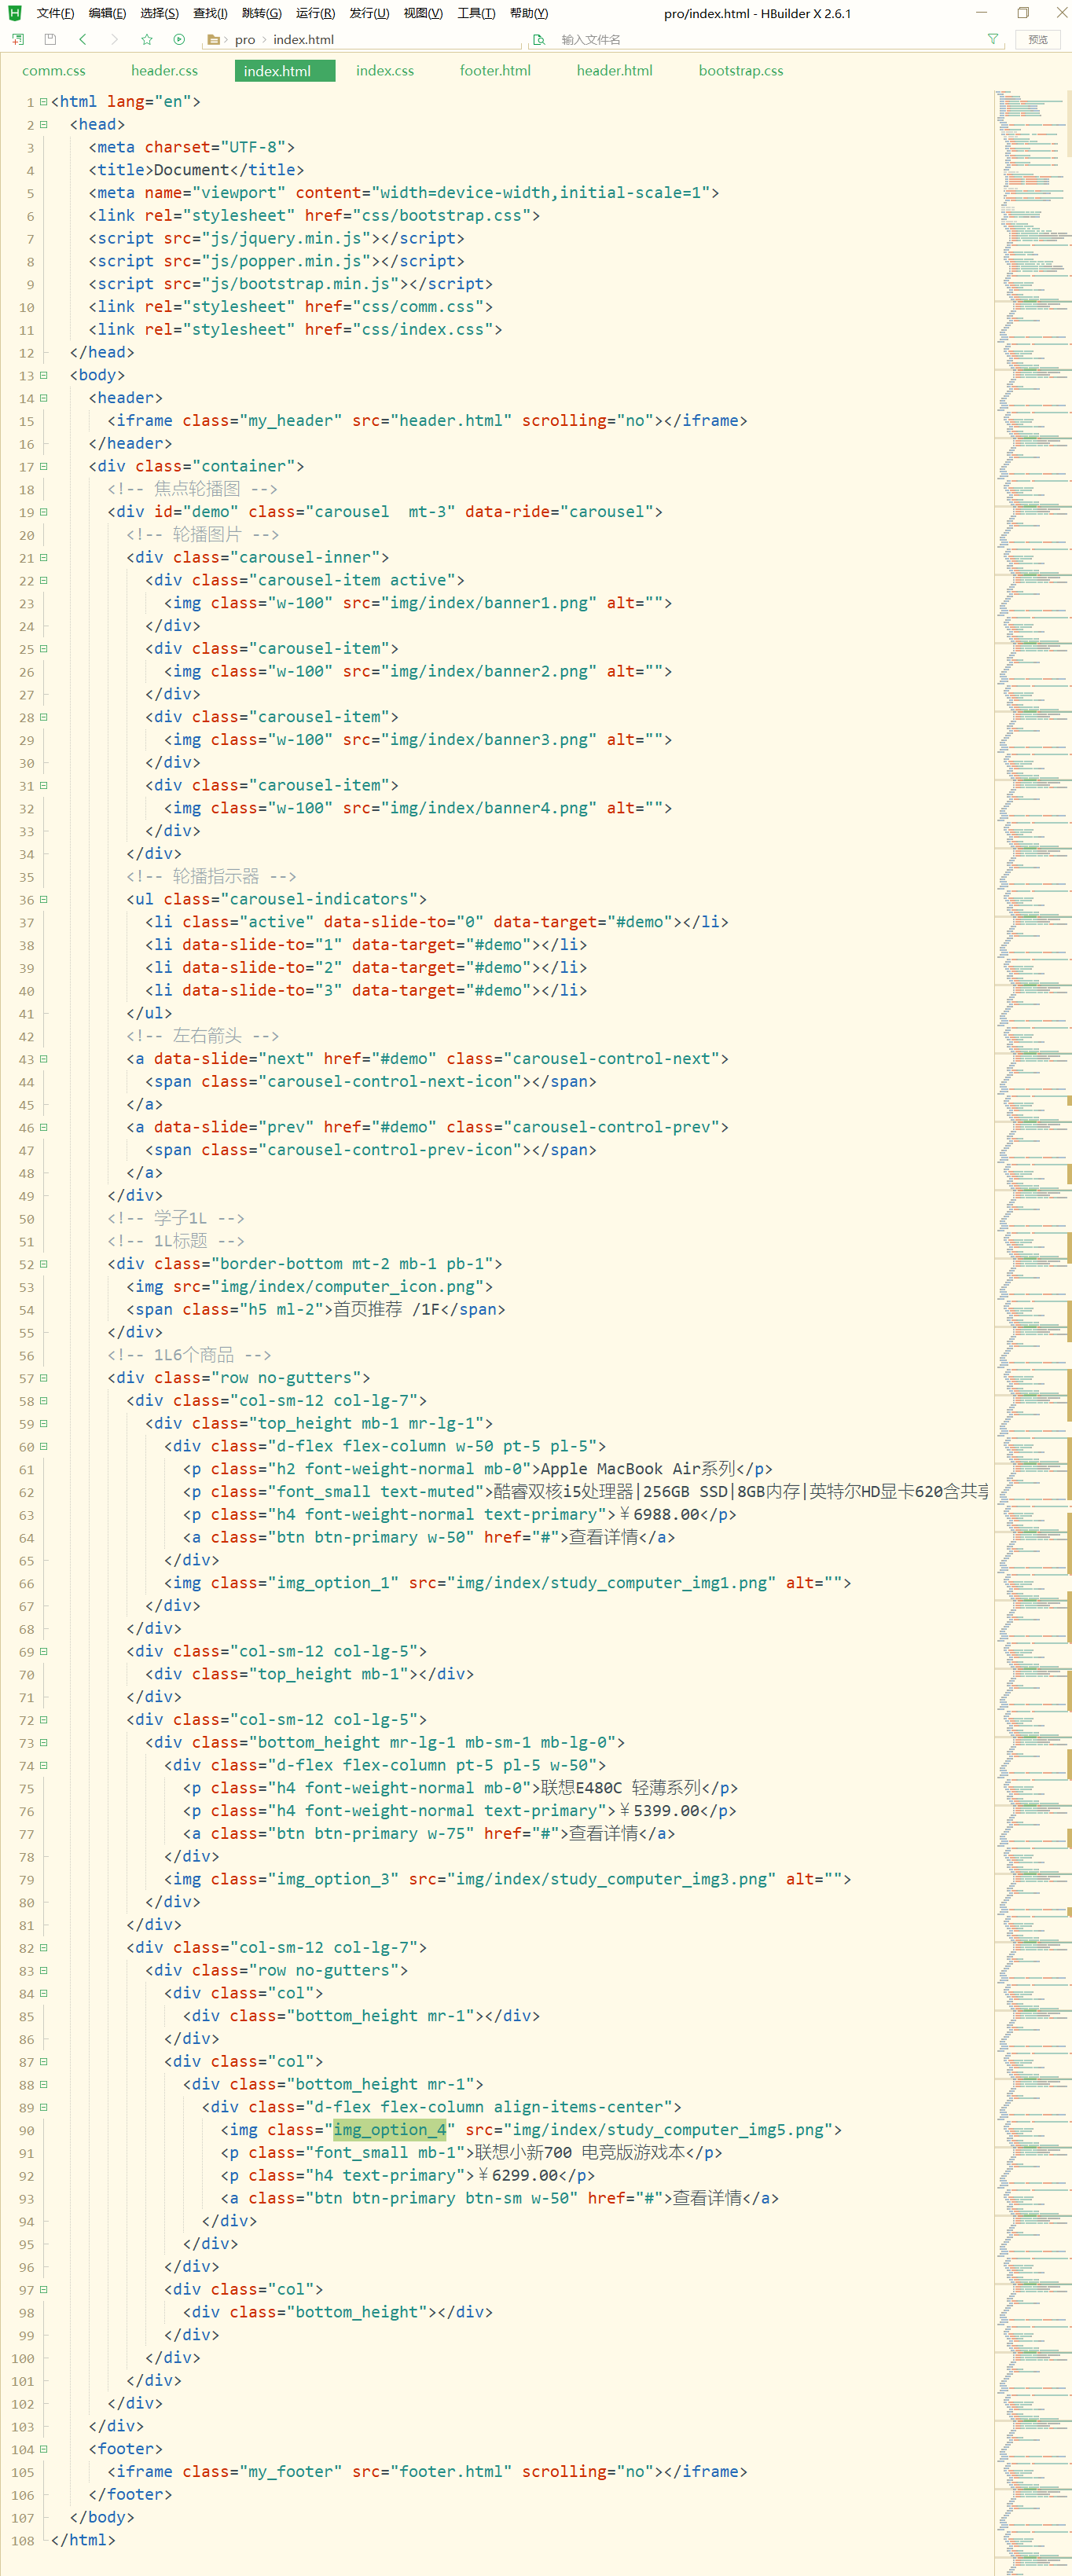 文件(F) 编辑(E) 选择(S) 查找(I) 跳转(G) 运行(R) 发行(U) 视图(V) 工具(T) 帮助(Y) pro/index.html - HBuilder X 2.6.1
pro index.html 输入文件名 预览
comm.css header.css index.html index.css footer.html header.html bootstrap.css
1 <html lang="en">
2 <head>
3 <meta charset="UTF-8">
4 <title>Document</title>
5 <meta name="viewport" content="width=device-width,initial-scale=1">
6 <link rel="stylesheet" href="css/bootstrap.css">
7 <script src="js/jquery.min.js"></script>
8 <script src="js/popper.min.js"></script>
9 <script src="js/bootstrap.min.js"></script>
10 <link rel="stylesheet" href="css/comm.css">
11 <link rel="stylesheet" href="css/index.css">
12 </head>
13 <body>
14 <header>
15 <iframe class="my_header" src="header.html" scrolling="no"></iframe>
16 </header>
17 <div class="container">
18 <!-- 焦点轮播图 -->
19 <div id="demo" class="carousel  mt-3" data-ride="carousel">
20 <!-- 轮播图片 -->
21 <div class="carousel-inner">
22 <div class="carousel-item active">
23 <img class="w-100" src="img/index/banner1.png" alt="">
24 </div>
25 <div class="carousel-item">
26 <img class="w-100" src="img/index/banner2.png" alt="">
27 </div>
28 <div class="carousel-item">
29 <img class="w-100" src="img/index/banner3.png" alt="">
30 </div>
31 <div class="carousel-item">
32 <img class="w-100" src="img/index/banner4.png" alt="">
33 </div>
34 </div>
35 <!-- 轮播指示器 -->
36 <ul class="carousel-indicators">
37 <li class="active" data-slide-to="0" data-target="#demo"></li>
38 <li data-slide-to="1" data-target="#demo"></li>
39 <li data-slide-to="2" data-target="#demo"></li>
40 <li data-slide-to="3" data-target="#demo"></li>
41 </ul>
42 <!-- 左右箭头 -->
43 <a data-slide="next" href="#demo" class="carousel-control-next">
44 <span class="carousel-control-next-icon"></span>
45 </a>
46 <a data-slide="prev" href="#demo" class="carousel-control-prev">
47 <span class="carousel-control-prev-icon"></span>
48 </a>
49 </div>
50 <!-- 学子1L -->
51 <!-- 1L标题 -->
52 <div class="border-bottom mt-2 mb-1 pb-1">
53 <img src="img/index/computer_icon.png">
54 <span class="h5 ml-2">首页推荐 /1F</span>
55 </div>
56 <!-- 1L6个商品 -->
57 <div class="row no-gutters">
58 <div class="col-sm-12 col-lg-7">
59 <div class="top_height mb-1 mr-lg-1">
60 <div class="d-flex flex-column w-50 pt-5 pl-5">
61 <p class="h2 font-weight-normal mb-0">Apple MacBook Air系列</p>
62 <p class="font_small text-muted">酷睿双核i5处理器|256GB SSD|8GB内存|英特尔HD显卡620含共享
63 <p class="h4 font-weight-normal text-primary">￥6988.00</p>
64 <a class="btn btn-primary w-50" href="#">查看详情</a>
65 </div>
66 <img class="img_option_1" src="img/index/study_computer_img1.png" alt="">
67 </div>
68 </div>
69 <div class="col-sm-12 col-lg-5">
70 <div class="top_height mb-1"></div>
71 </div>
72 <div class="col-sm-12 col-lg-5">
73 <div class="bottom_height mr-lg-1 mb-sm-1 mb-lg-0">
74 <div class="d-flex flex-column pt-5 pl-5 w-50">
75 <p class="h4 font-weight-normal mb-0">联想E480C 轻薄系列</p>
76 <p class="h4 font-weight-normal text-primary">￥5399.00</p>
77 <a class="btn btn-primary w-75" href="#">查看详情</a>
78 </div>
79 <img class="img_option_3" src="img/index/study_computer_img3.png" alt="">
80 </div>
81 </div>
82 <div class="col-sm-12 col-lg-7">
83 <div class="row no-gutters">
84 <div class="col">
85 <div class="bottom_height mr-1"></div>
86 </div>
87 <div class="col">
88 <div class="bottom_height mr-1">
89 <div class="d-flex flex-column align-items-center">
90 <img class="img_option_4" src="img/index/study_computer_img5.png">
91 <p class="font_small mb-1">联想小新700 电竞版游戏本</p>
92 <p class="h4 text-primary">￥6299.00</p>
93 <a class="btn btn-primary btn-sm w-50" href="#">查看详情</a>
94 </div>
95 </div>
96 </div>
97 <div class="col">
98 <div class="bottom_height"></div>
99 </div>
100 </div>
101 </div>
102 </div>
103 </div>
104 <footer>
105 <iframe class="my_footer" src="footer.html" scrolling="no"></iframe>
106 </footer>
107 </body>
108 </html>